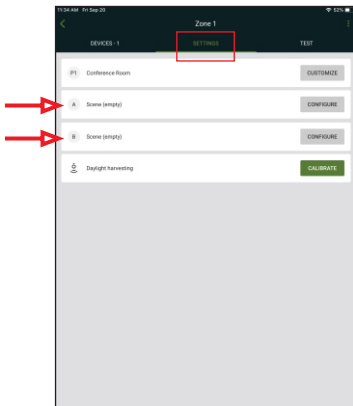 11:34 AM Fri Sep 20 52%
Zone 1
DEVICES - 1 SETTINGS TEST
P1 Conference Room CUSTOMIZE
A Scene (empty) CONFIGURE
B Scene (empty) CONFIGURE
Daylight harvesting CALIBRATE